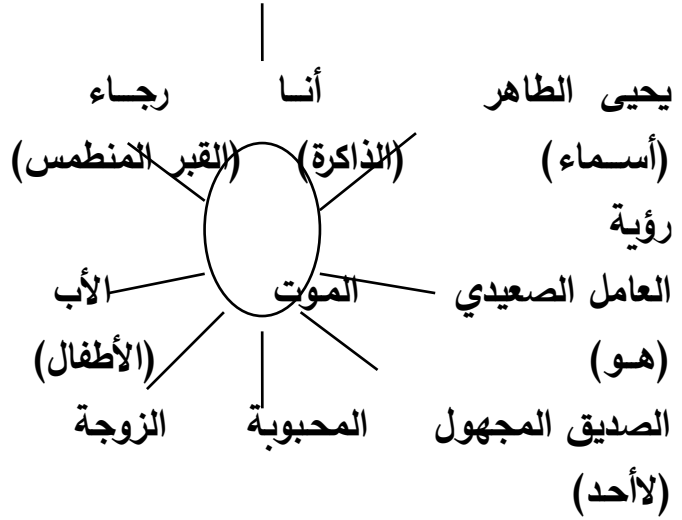 يحيى الطاهر أنـا رجـاء
(أسـماء) (الذاكرة) (القبر المنطمس)
رؤية
العامل الصعيدي الموت الأب
(هـو) (الأطفال)
الصديق المجهول المحبوبة الزوجة
(لاأحد)